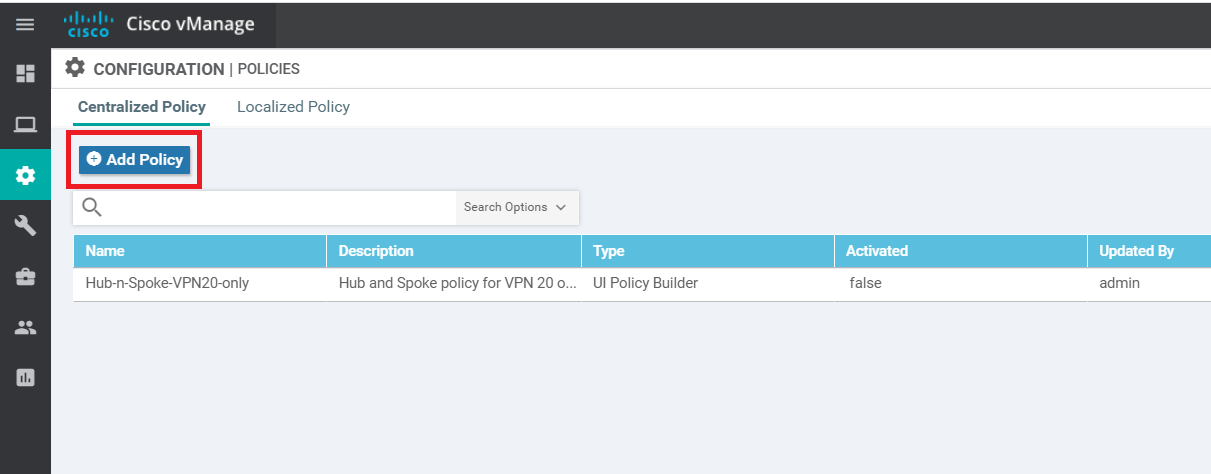 CISCO Cisco vManage
CONFIGURATION | POLICIES
Centralized Policy Localized Policy
Add Policy
Search Options
Name Description Type Activated Updated By
Hub-n-Spoke-VPN20-only Hub and Spoke policy for VPN 20 o... UI Policy Builder false admin